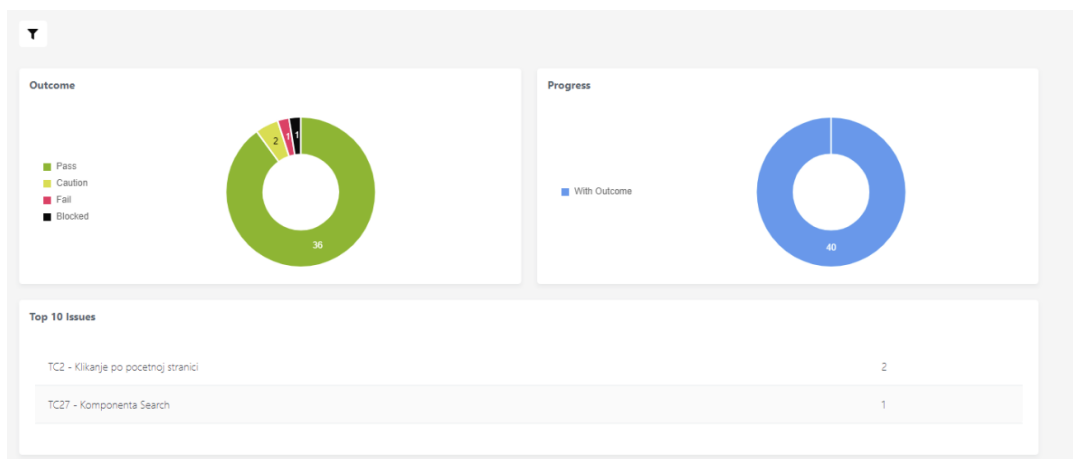 Outcome
Pass
Caution
Fail
Blocked
2
1
1
36
Progress
With Outcome
40
Top 10 Issues
TC2 - Klikanje po pocetnoj stranici 2
TC27 - Komponenta Search 1